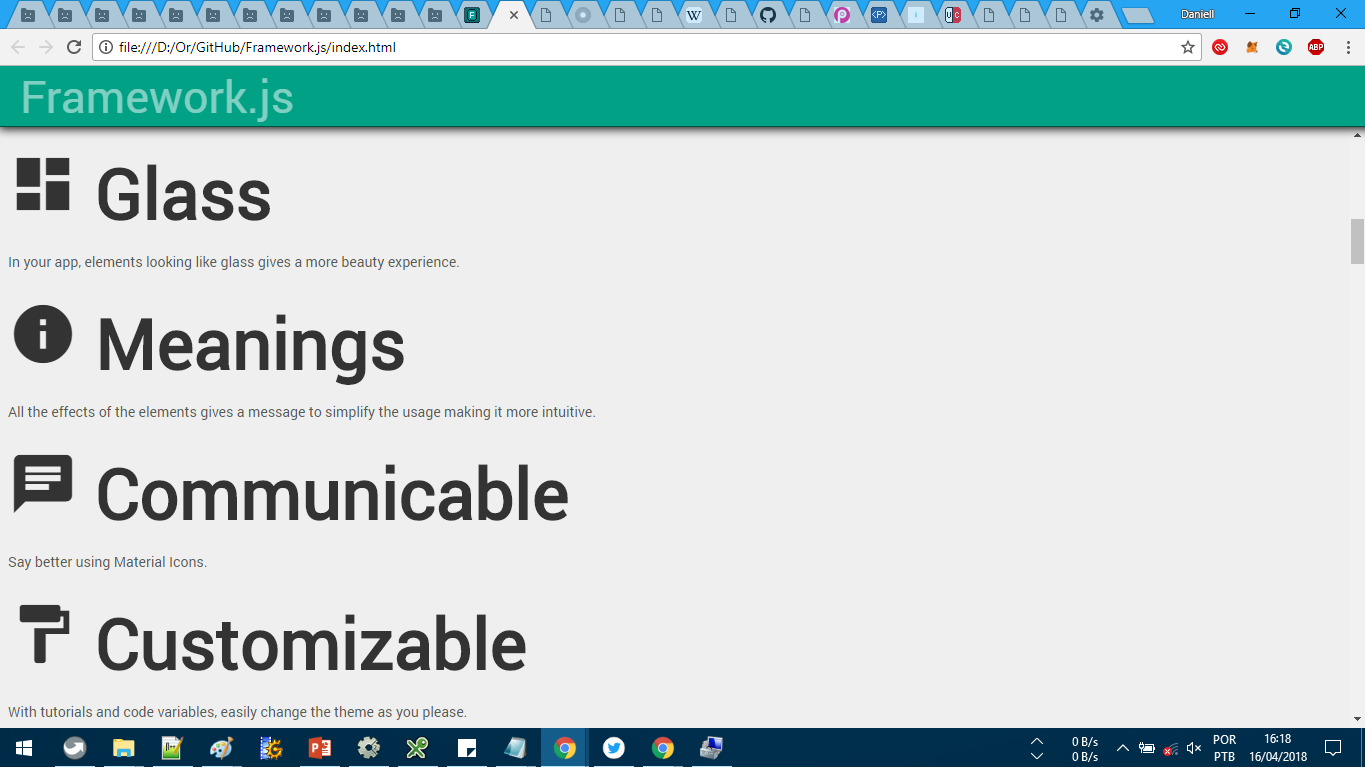 Daniell
file:///D:/Or/GitHub/Framework.js/index.html
ABP
Framework.js
Glass
In your app, elements looking like glass gives a more beauty experience.
Meanings
All the effects of the elements gives a message to simplify the usage making it more intuitive.
Communicable
Say better using Material Icons.
Customizable
With tutorials and code variables, easily change the theme as you please.
0 B/s
0 B/s
POR
PTB
16:18
16/04/2018